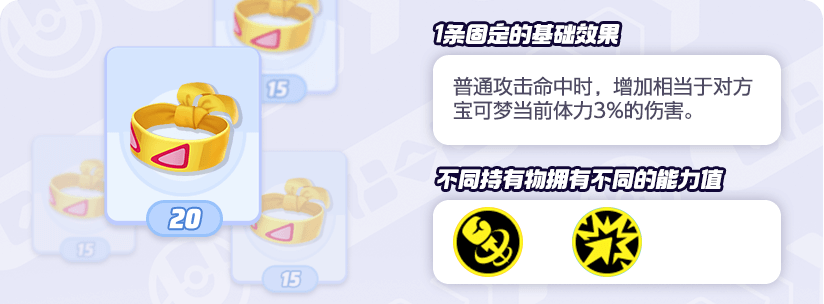 1条固定的基础效果
15
普通攻击命中时，增加相当于对方
宝可梦当前体力3%的伤害。
不同持有物拥有不同的能力值
20
15
15